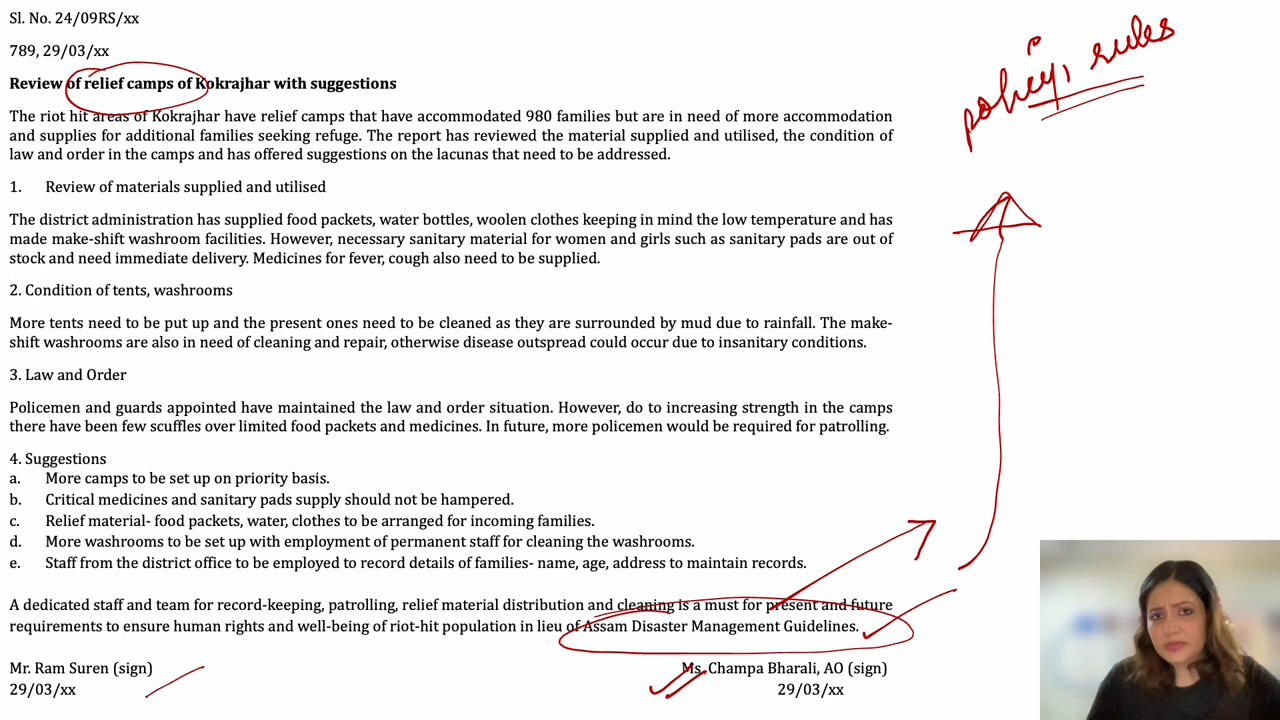 Sl. No. 24/09RS/xx
789, 29/03/xx
Review of relief camps of Kokrajhar with suggestions
The riot hit areas of Kokrajhar have relief camps that have accommodated 980 families but are in need of more accommodation
and supplies for additional families seeking refuge. The report has reviewed the material supplied and utilised, the condition of
law and order in the camps and has offered suggestions on the lacunas that need to be addressed.
1. Review of materials supplied and utilised
The district administration has supplied food packets, water bottles, woolen clothes keeping in mind the low temperature and has
made make-shift washroom facilities. However, necessary sanitary material for women and girls such as sanitary pads are out of
stock and need immediate delivery. Medicines for fever, cough also need to be supplied.
2. Condition of tents, washrooms
More tents need to be put up and the present ones need to be cleaned as they are surrounded by mud due to rainfall. The make-
shift washrooms are also in need of cleaning and repair, otherwise disease outspread could occur due to insanitary conditions.
3. Law and Order
Policemen and guards appointed have maintained the law and order situation. However, do to increasing strength in the camps
there have been few scuffles over limited food packets and medicines. In future, more policemen would be required for patrolling.
4. Suggestions
a. More camps to be set up on priority basis.
b. Critical medicines and sanitary pads supply should not be hampered.
c. Relief material- food packets, water, clothes to be arranged for incoming families.
d. More washrooms to be set up with employment of permanent staff for cleaning the washrooms.
e. Staff from the district office to be employed to record details of families- name, age, address to maintain records.
A dedicated staff and team for record-keeping, patrolling, relief material distribution and cleaning is a must for present and future
requirements to ensure human rights and well-being of riot-hit population in lieu of Assam Disaster Management Guidelines.
Mr. Ram Suren (sign) Ms. Champa Bharali, AO (sign)
29/03/xx 29/03/xx
policy, rules